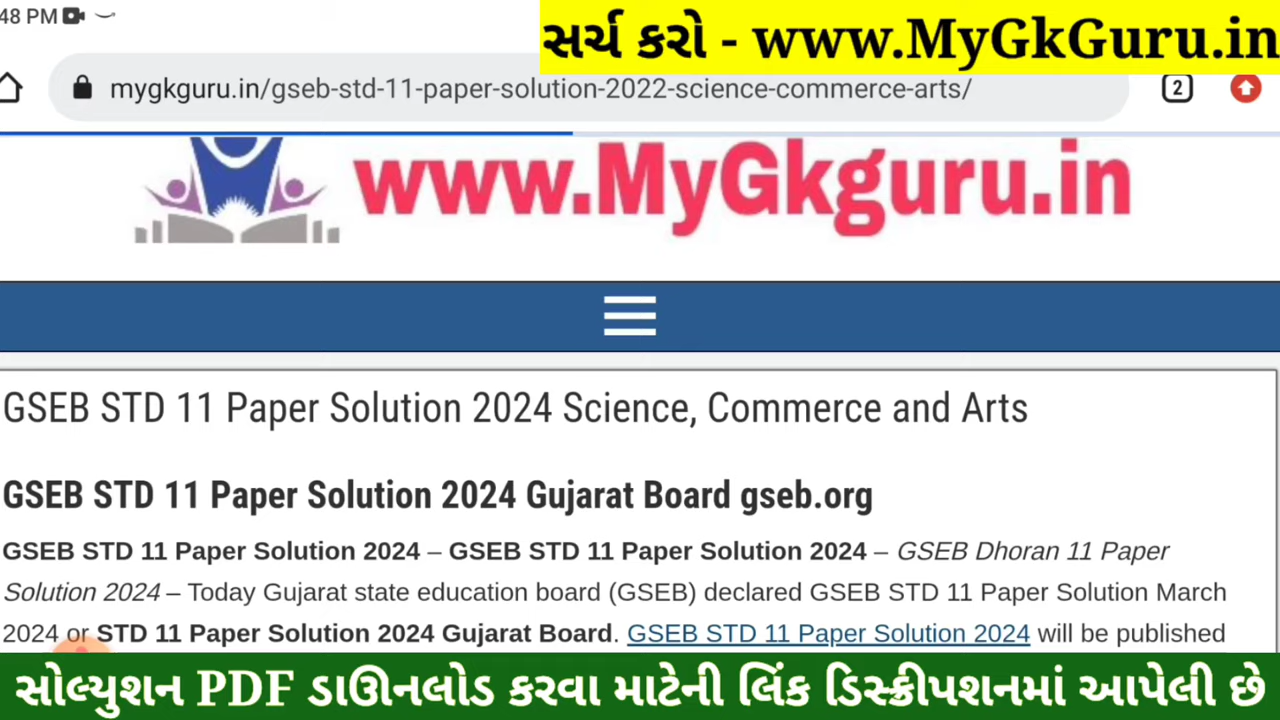 48 PM
સર્ચ કરો - www.MyGkGuru.in
mygkguru.in/gseb-std-11-paper-solution-2022-science-commerce-arts/
2
www.MyGkguru.in
GSEB STD 11 Paper Solution 2024 Science, Commerce and Arts
GSEB STD 11 Paper Solution 2024 Gujarat Board gseb.org
GSEB STD 11 Paper Solution 2024 – GSEB STD 11 Paper Solution 2024 – GSEB Dhoran 11 Paper
Solution 2024 – Today Gujarat state education board (GSEB) declared GSEB STD 11 Paper Solution March
2024 or STD 11 Paper Solution 2024 Gujarat Board. GSEB STD 11 Paper Solution 2024 will be published
સોલ્યુશન PDF ડાઊનલોડ કરવા માટેની લિંક ડિસ્ક્રીપશનમાં આપેલી છે